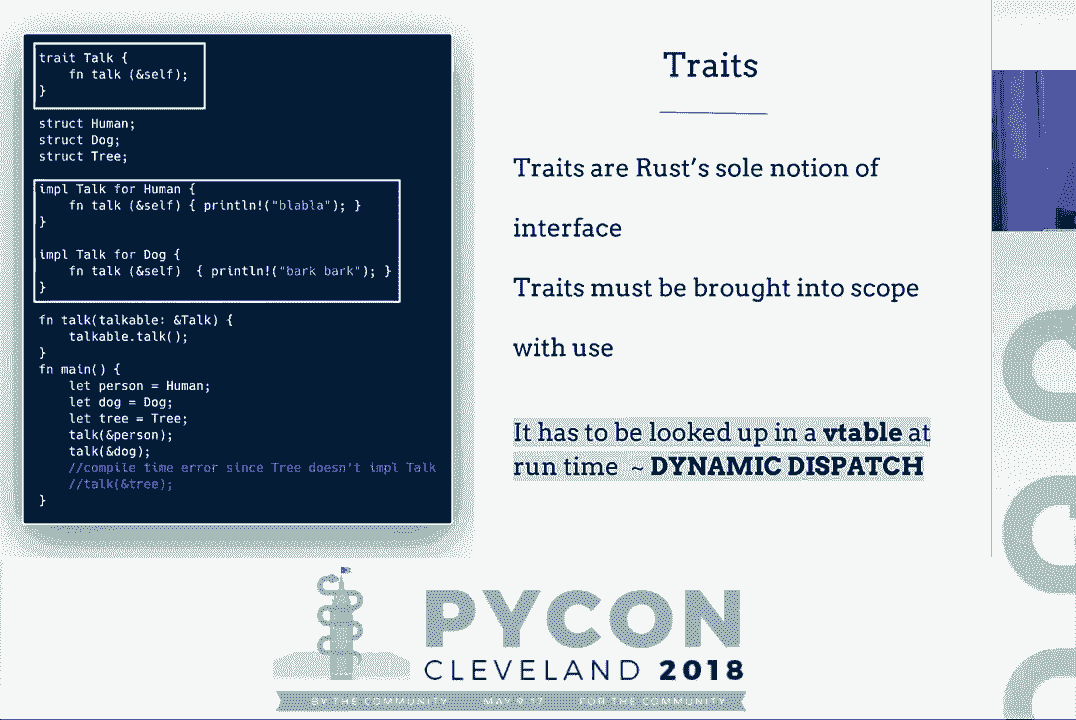 trait Talk {
    fn talk (&self);
}
struct Human;
struct Dog;
struct Tree;
impl Talk for Human {
    fn talk (&self) { println!("blabla"); }
}
impl Talk for Dog {
    fn talk (&self)  { println!("bark bark"); }
}
fn talk(talkable: &Talk) {
    talkable.talk();
}
fn main() {
    let person = Human;
    let dog = Dog;
    let tree = Tree;
    talk(&person);
    talk(&dog);
    //compile time error since Tree doesn't impl Talk
    //talk(&tree);
}
Traits
Traits are Rust's sole notion of
interface
Traits must be brought into scope
with use
It has to be looked up in a vtable at
run time ~ DYNAMIC DISPATCH
PYCON
CLEVELAND 2018
BY THE COMMUNITY MAY 9-17 FOR THE COMMUNITY